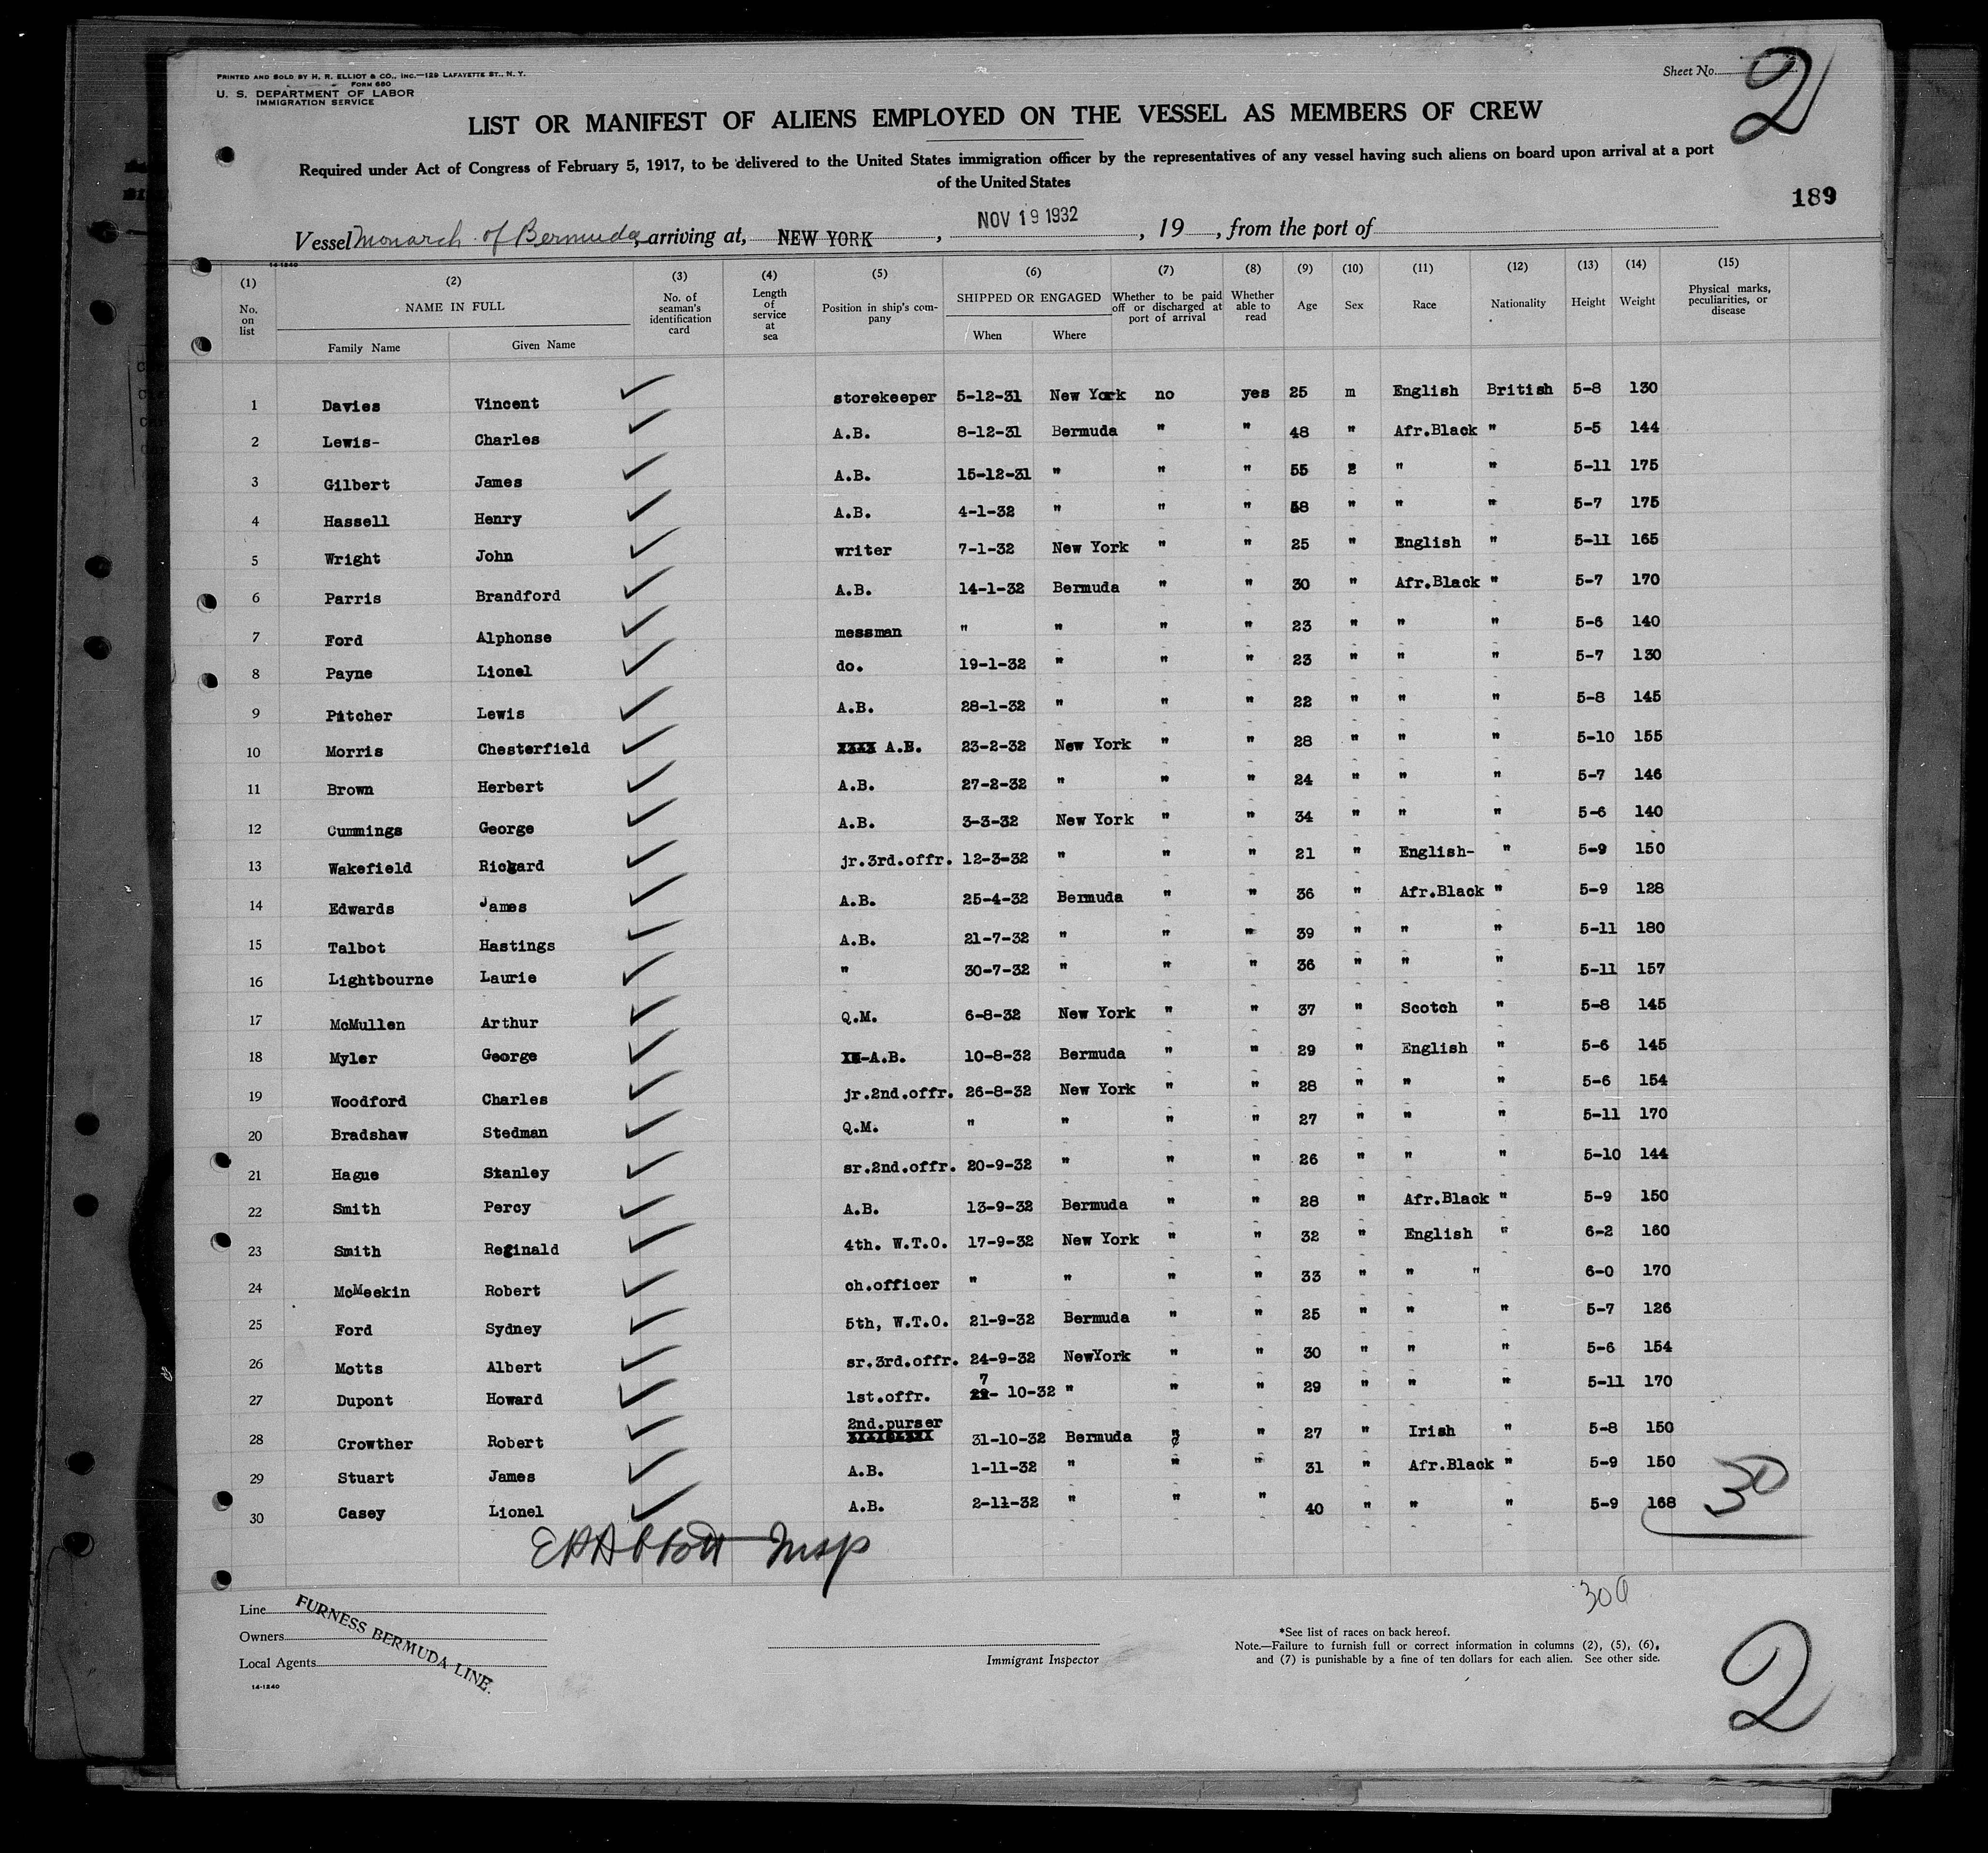 PRINTED AND SOLD BY H. R. ELLIOT & CO., INC.—129 LAFAYETTE ST., N. Y.
FORM 680
U. S. DEPARTMENT OF LABOR
IMMIGRATION SERVICE
Sheet No. 2
LIST OR MANIFEST OF ALIENS EMPLOYED ON THE VESSEL AS MEMBERS OF CREW
Required under Act of Congress of February 5, 1917, to be delivered to the United States immigration officer by the representatives of any vessel having such aliens on board upon arrival at a port
of the United States
189
Vessel Monarch of Bermuda, arriving at, NEW YORK, NOV 19 1932, 19 , from the port of
14-1240
(1) (2) (3) (4) (5) (6) (7) (8) (9) (10) (11) (12) (13) (14) (15)
No. on list NAME IN FULL Family Name Given Name No. of seaman's identification card Length of service at sea Position in ship's company SHIPPED OR ENGAGED When Where Whether to be paid off or discharged at port of arrival Whether able to read Age Sex Race Nationality Height Weight Physical marks, peculiarities, or disease
1 Davies Vincent storekeeper 5-12-31 New York no yes 25 m English British 5-8 130
2 Lewis- Charles A.B. 8-12-31 Bermuda " " 48 " Afr.Black " 5-5 144
3 Gilbert James A.B. 15-12-31 " " " 55 " " " 5-11 175
4 Hassell Henry A.B. 4-1-32 " " " 58 " " " 5-7 175
5 Wright John writer 7-1-32 New York " " 25 " English " 5-11 165
6 Parris Brandford A.B. 14-1-32 Bermuda " " 30 " Afr.Black " 5-7 170
7 Ford Alphonse messman " " " " 23 " " " 5-6 140
8 Payne Lionel do. 19-1-32 " " " 23 " " " 5-7 130
9 Pitcher Lewis A.B. 28-1-32 " " " 22 " " " 5-8 145
10 Morris Chesterfield XXXX A.B. 23-2-32 New York " " 28 " " " 5-10 155
11 Brown Herbert A.B. 27-2-32 " " " 24 " " " 5-7 146
12 Cummings George A.B. 3-3-32 New York " " 34 " " " 5-6 140
13 Wakefield Richard jr.3rd.offr. 12-3-32 " " " 21 " English- " 5-9 150
14 Edwards James A.B. 25-4-32 Bermuda " " 36 " Afr.Black " 5-9 128
15 Talbot Hastings A.B. 21-7-32 " " " 39 " " " 5-11 180
16 Lightbourne Laurie " 30-7-32 " " " 36 " " " 5-11 157
17 McMullen Arthur Q.M. 6-8-32 New York " " 37 " Scotch " 5-8 145
18 Myler George A.B. 10-8-32 Bermuda " " 29 " English " 5-6 145
19 Woodford Charles jr.2nd.offr. 26-8-32 New York " " 28 " " " 5-6 154
20 Bradshaw Stedman Q.M. " " " " 27 " " " 5-11 170
21 Hague Stanley sr.2nd.offr. 20-9-32 " " " 26 " " " 5-10 144
22 Smith Percy A.B. 13-9-32 Bermuda " " 28 " Afr.Black " 5-9 150
23 Smith Reginald 4th. W.T.O. 17-9-32 New York " " 32 " English " 6-2 160
24 McMeekin Robert ch.officer " " " " 33 " " " 6-0 170
25 Ford Sydney 5th, W.T.O. 21-9-32 Bermuda " " 25 " " " 5-7 126
26 Motts Albert sr.3rd.offr. 24-9-32 NewYork " " 30 " " " 5-6 154
27 Dupont Howard 1st.offr. 7- 10-32 " " " 29 " " " 5-11 170
28 Crowther Robert 2nd.purser 31-10-32 Bermuda " " 27 " Irish " 5-8 150
29 Stuart James A.B. 1-11-32 " " " 31 " Afr.Black " 5-9 150
30 Casey Lionel A.B. 2-11-32 " " " 40 " " " 5-9 168
30
Abbott Insp
300
Line
Owners
Local Agents
FURNESS BERMUDA LINE.
14-1240
Immigrant Inspector
*See list of races on back hereof.
Note.—Failure to furnish full or correct information in columns (2), (5), (6), and (7) is punishable by a fine of ten dollars for each alien. See other side.
2